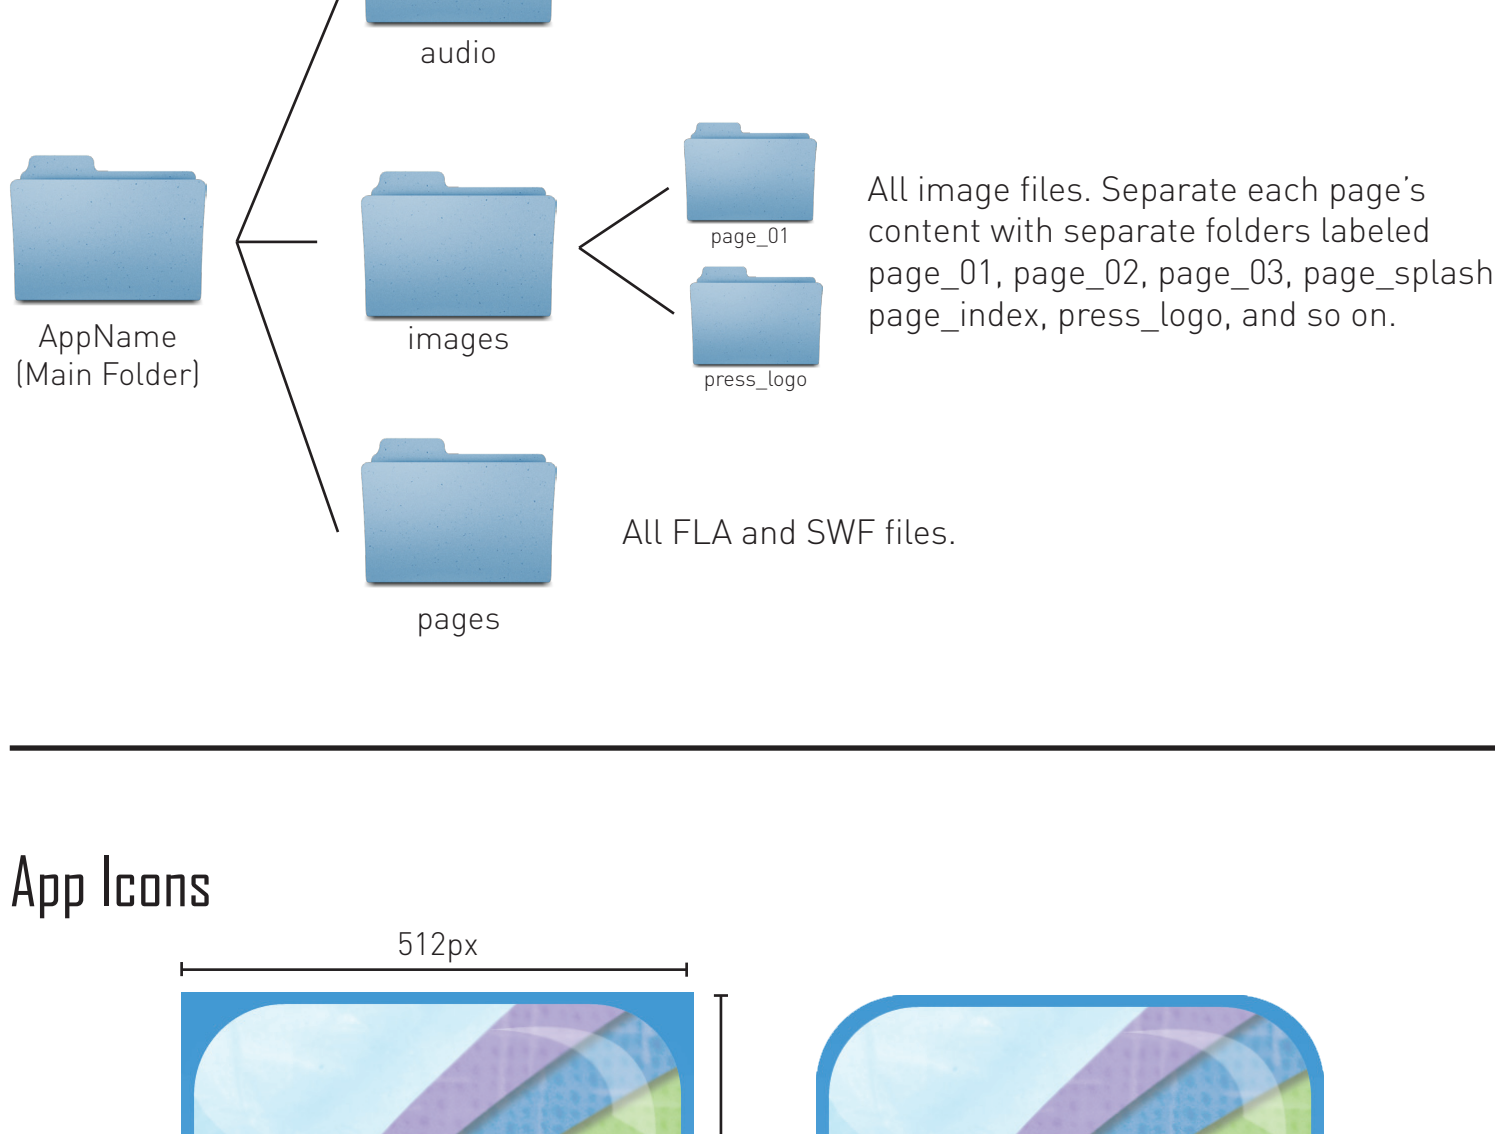 audio
page_01
All image files. Separate each page’s
content with separate folders labeled
page_01, page_02, page_03, page_splash
page_index, press_logo, and so on.
AppName
(Main Folder)
images
press_logo
All FLA and SWF files.
pages
App Icons
512px